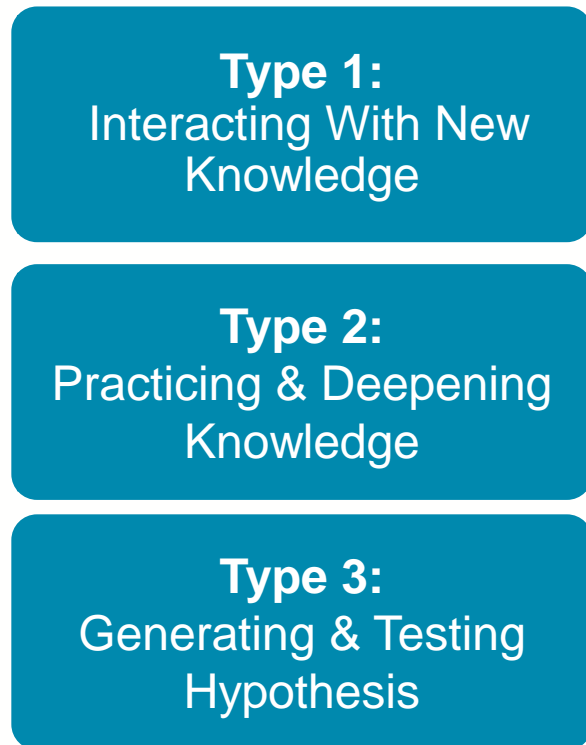 Type 1:
Interacting With New
Knowledge
Type 2:
Practicing & Deepening
Knowledge
Type 3:
Generating & Testing
Hypothesis